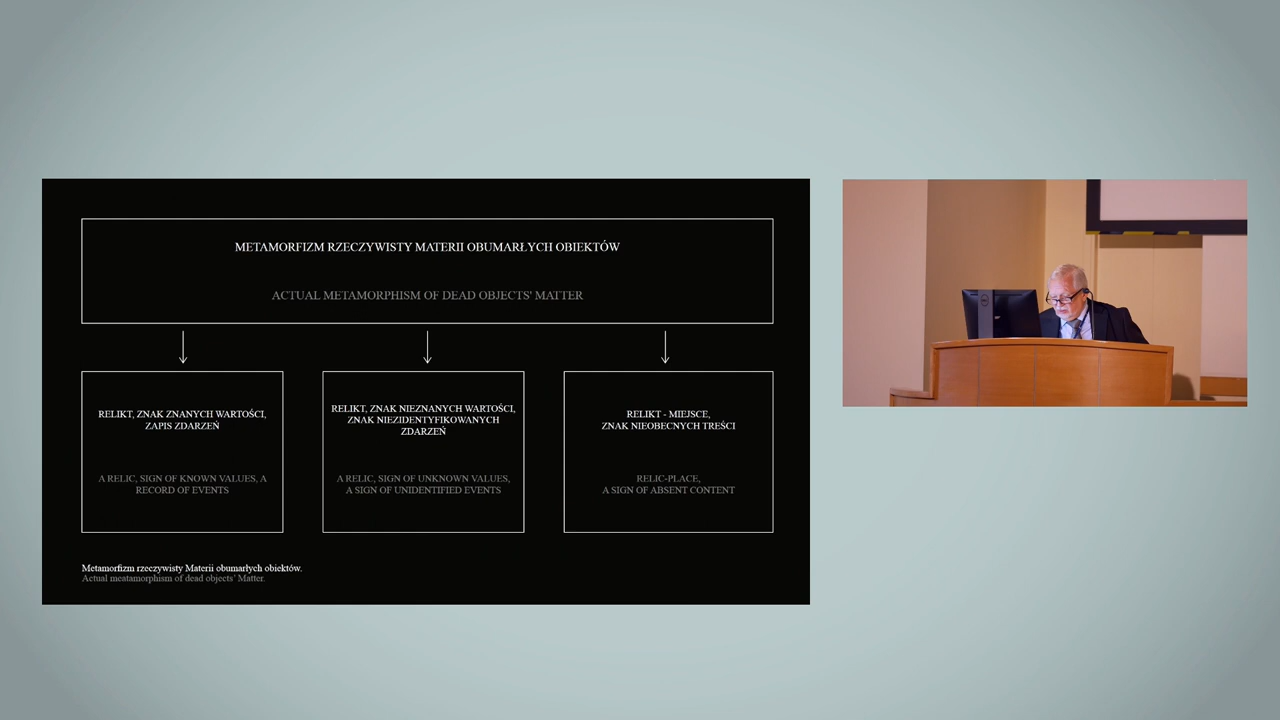 METAMORFIZM RZECZYWISTY MATERII OBUMARŁYCH OBIEKTÓW
ACTUAL METAMORPHISM OF DEAD OBJECTS' MATTER
RELIKT, ZNAK ZNANYCH WARTOŚCI,
ZAPIS ZDARZEŃ
A RELIC, SIGN OF KNOWN VALUES, A
RECORD OF EVENTS
RELIKT, ZNAK NIEZNANYCH WARTOŚCI,
ZNAK NIEZIDENTYFIKOWANYCH
ZDARZEŃ
A RELIC, SIGN OF UNKNOWN VALUES,
A SIGN OF UNIDENTIFIED EVENTS
RELIKT - MIEJSCE,
ZNAK NIEOBECNYCH TREŚCI
RELIC-PLACE,
A SIGN OF ABSENT CONTENT
Metamorfizm rzeczywisty Materii obumarłych obiektów.
Actual meatamorphism of dead objects' Matter.